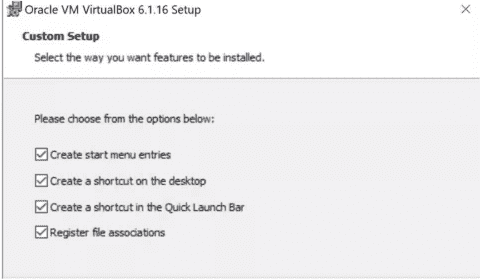 Oracle VM VirtualBox 6.1.16 Setup
Custom Setup
Select the way you want features to be installed.
Please choose from the options below:
Create start menu entries
Create a shortcut on the desktop
Create a shortcut in the Quick Launch Bar
Register file associations